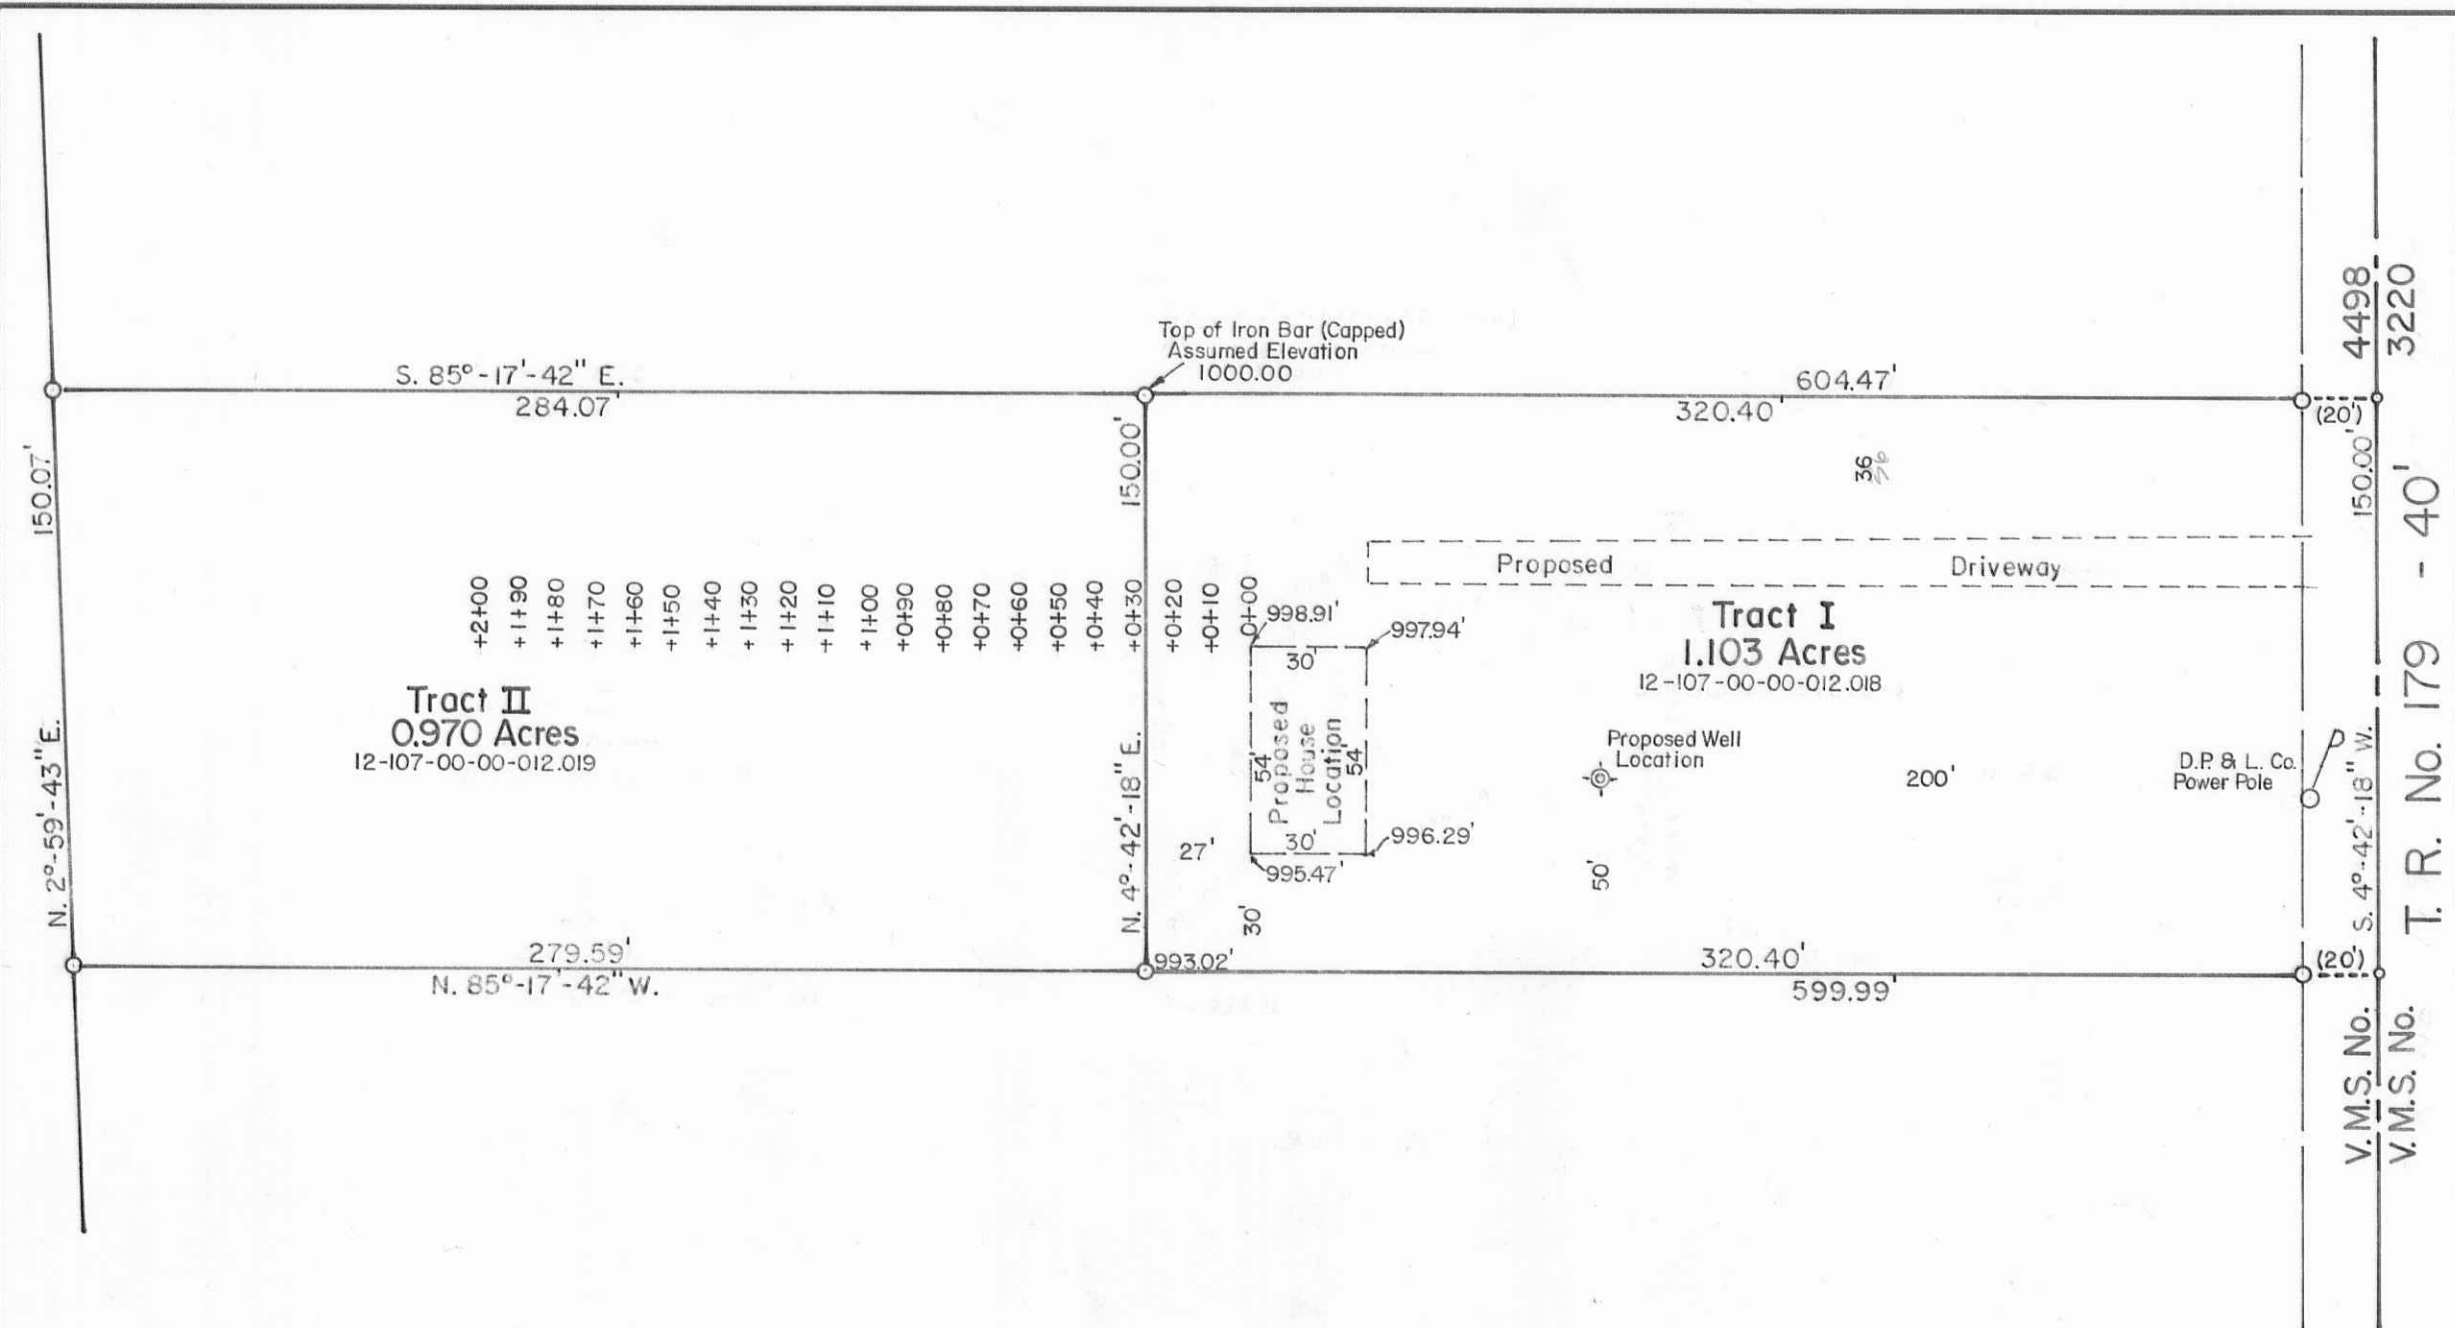 Top of Iron Bar (Capped)
Assumed Elevation
1000.00
S. 85°-17'-42" E.
284.07'
604.47'
320.40'
(20')
4498
3220
150.07'
150.00'
36
150.00'
Proposed Driveway
+2+00
+1+90
+1+80
+1+70
+1+60
+1+50
+1+40
+1+30
+1+20
+1+10
+1+00
+0+90
+0+80
+0+70
+0+60
+0+50
+0+40
+0+30
+0+20
+0+10
0+00
998.91'
997.94'
30'
Tract I
1.103 Acres
12-107-00-00-012.018
Tract II
0.970 Acres
12-107-00-00-012.019
N. 2°-59'-43" E.
N. 4°-42'-18" E.
54'
Proposed
House
Location
54'
30'
996.29'
995.47'
27'
30'
Proposed Well
Location
200'
50'
D.P. & L. Co.
Power Pole
S. 4°-42'-18" W.
T. R. No. 179 - 40'
279.59'
N. 85°-17'-42" W.
993.02'
320.40'
599.99'
(20')
V.M.S. No.
V.M.S. No.